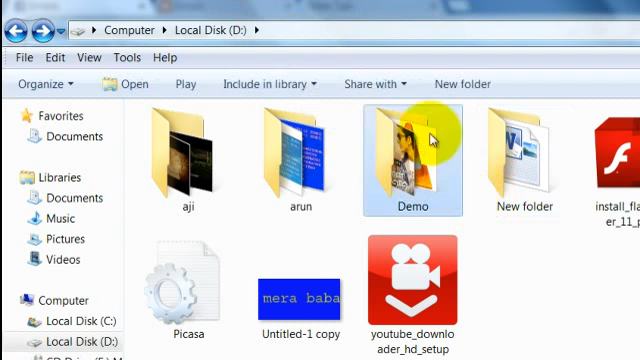 Computer Local Disk (D:)
File Edit View Tools Help
Organize Open Play Include in library Share with New folder
Favorites
Documents
Libraries
Documents
Music
Pictures
Videos
Computer
Local Disk (C:)
Local Disk (D:)
aji
arun
Demo
New folder
install_fla
er_11_p
Picasa
mera baba
Untitled-1 copy
youtube_downlo
ader_hd_setup